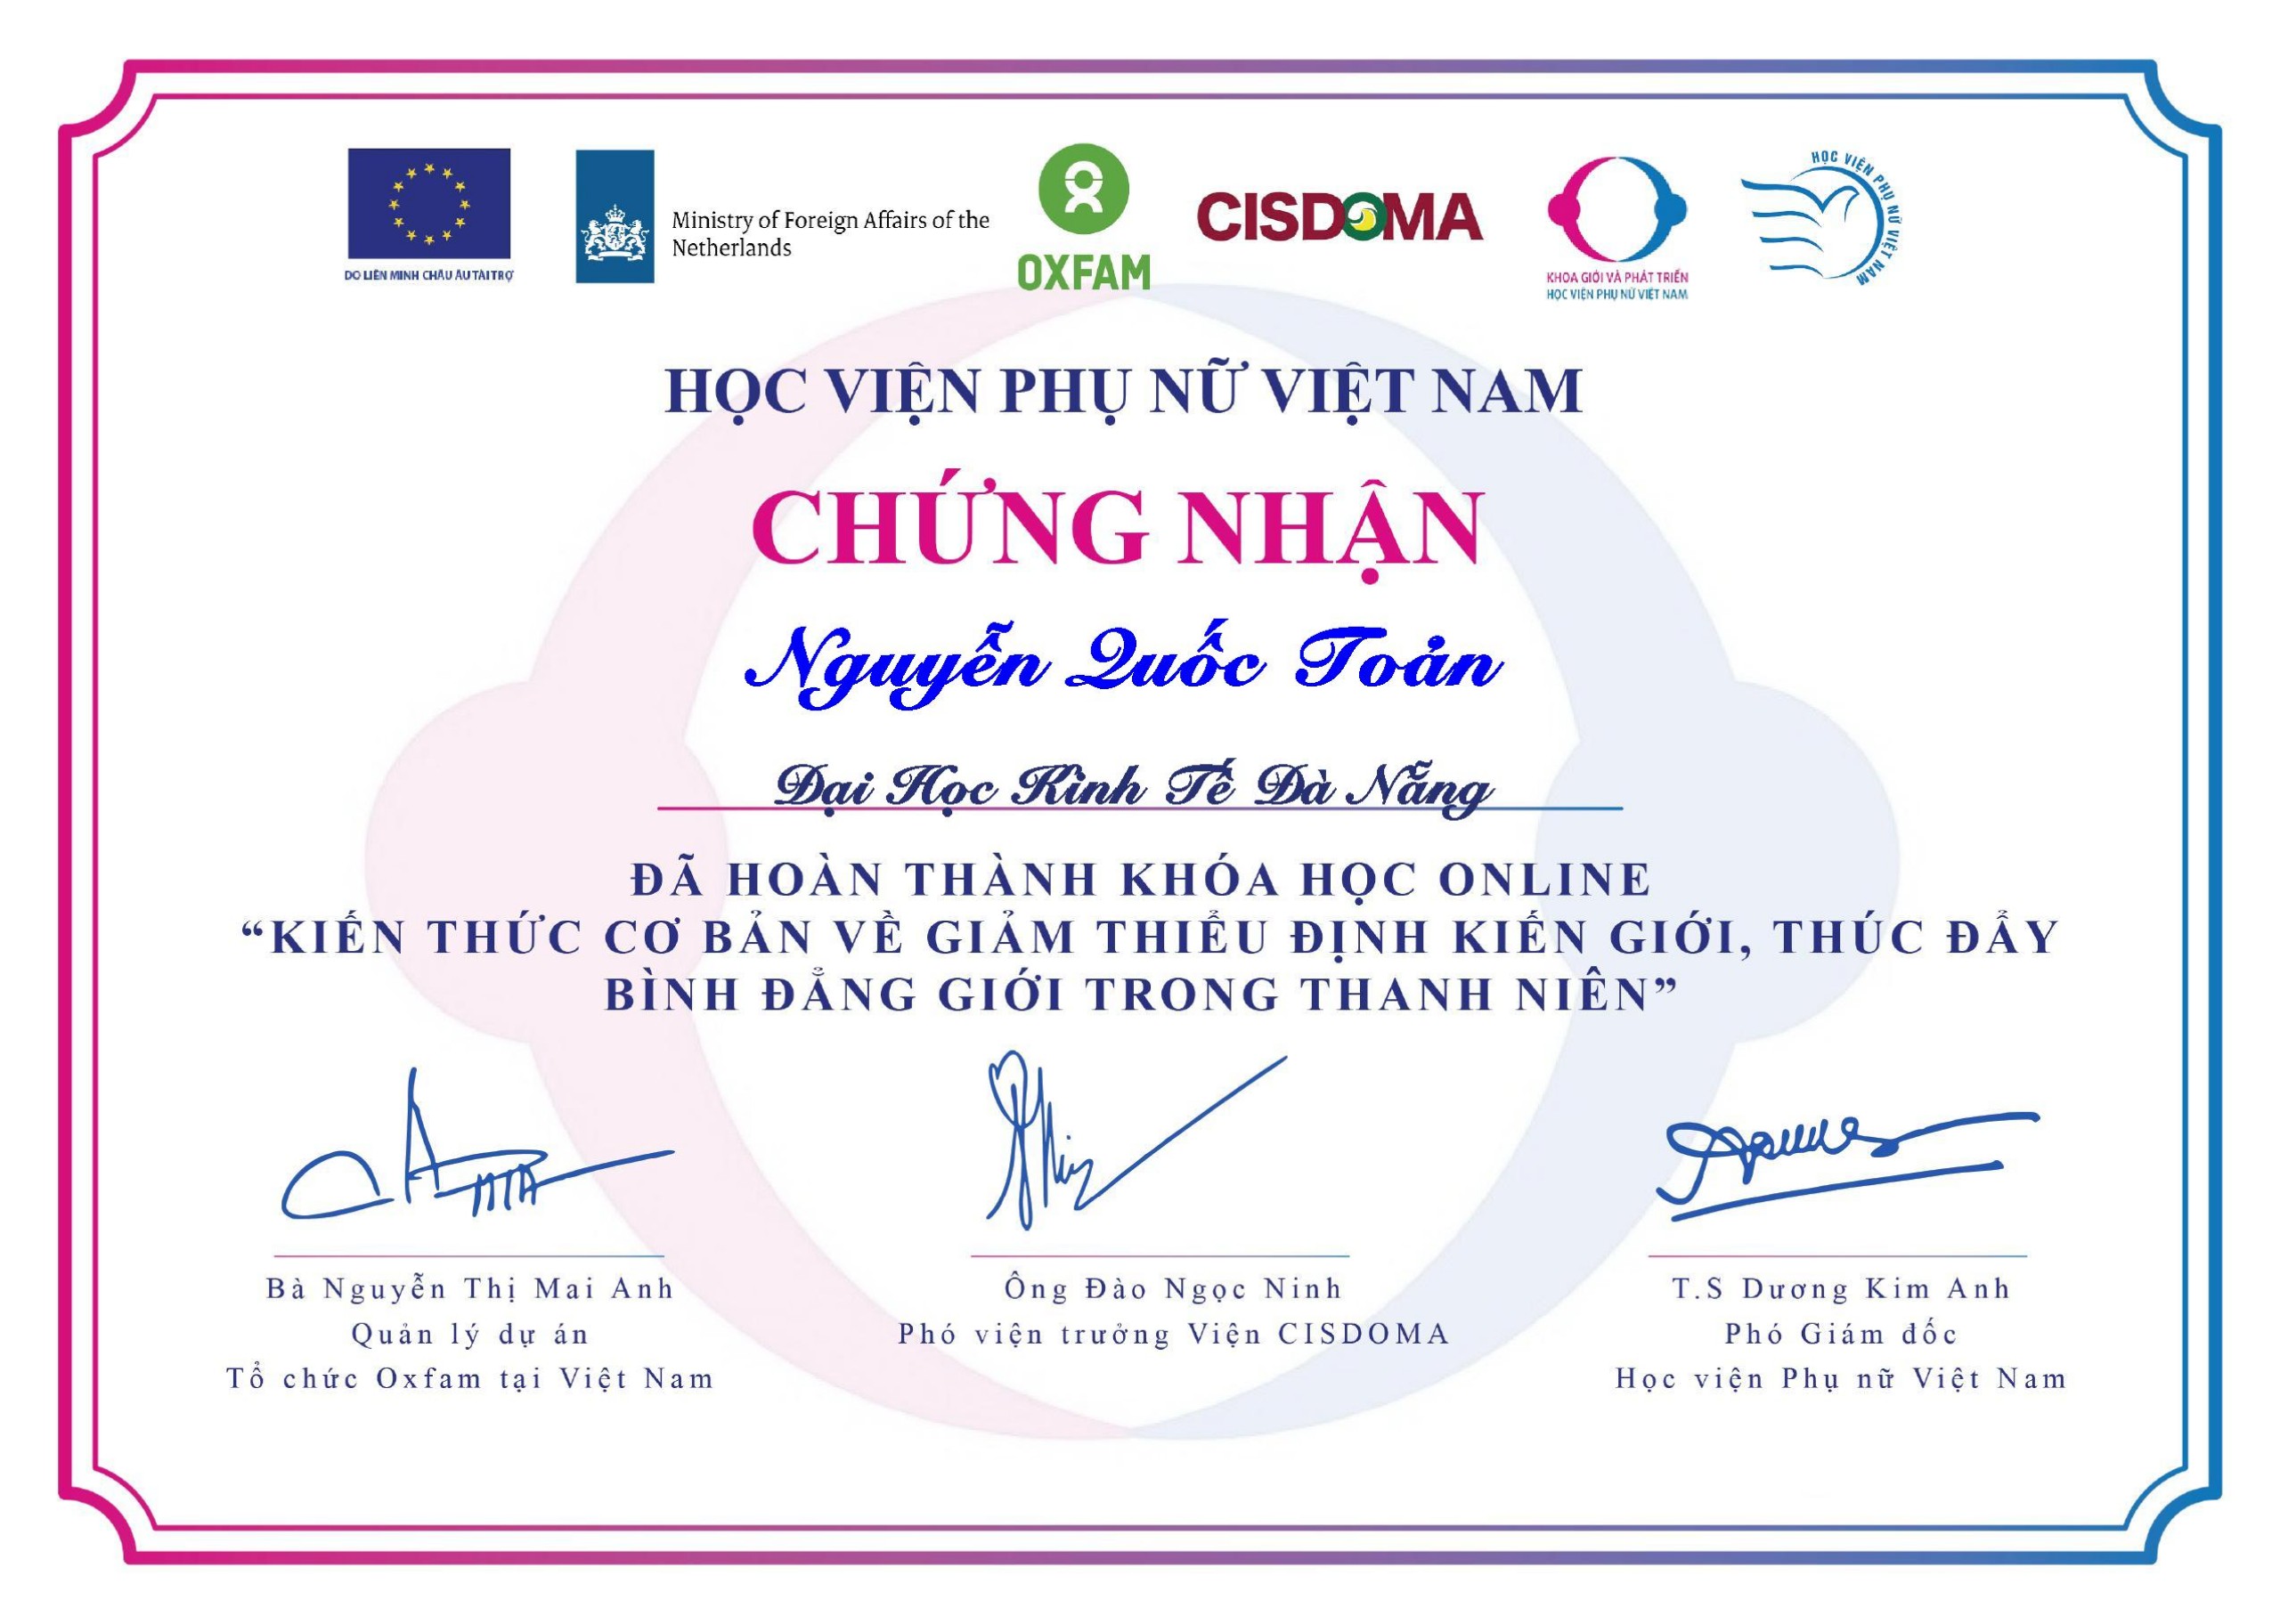 DO LIÊN MINH CHÂU ÂU TÀI TRỢ
Ministry of Foreign Affairs of the
Netherlands
OXFAM
CISDOMA
KHOA GIỚI VÀ PHÁT TRIỂN
HỌC VIỆN PHỤ NỮ VIỆT NAM
HỌC VIỆN PHỤ NỮ VIỆT NAM
HỌC VIỆN PHỤ NỮ VIỆT NAM
CHỨNG NHẬN
Nguyễn Quốc Toản
Đại Học Kinh Tế Đà Nẵng
ĐÃ HOÀN THÀNH KHÓA HỌC ONLINE
“KIẾN THỨC CƠ BẢN VỀ GIẢM THIỂU ĐỊNH KIẾN GIỚI, THÚC ĐẨY
BÌNH ĐẲNG GIỚI TRONG THANH NIÊN”
Bà Nguyễn Thị Mai Anh
Quản lý dự án
Tổ chức Oxfam tại Việt Nam
Ông Đào Ngọc Ninh
Phó viện trưởng Viện CISDOMA
T.S Dương Kim Anh
Phó Giám đốc
Học viện Phụ nữ Việt Nam